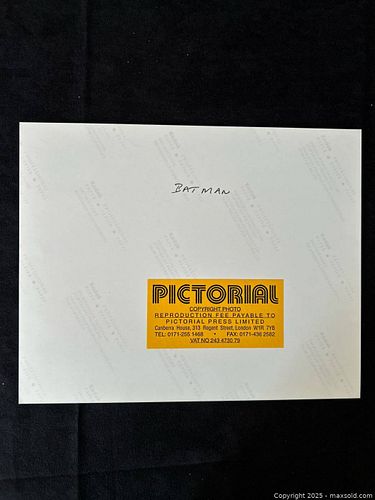 BATMAN
PICTORIAL
COPYRIGHT PHOTO
REPRODUCTION FEE PAYABLE TO
PICTORIAL PRESS LIMITED
Canberra House, 313 Regent Street, London W1R 7YB
TEL: 0171-255 1468 • FAX: 0171-436 2582
VAT NO 243 4730 79
Copyright 2025 - maxsold.com